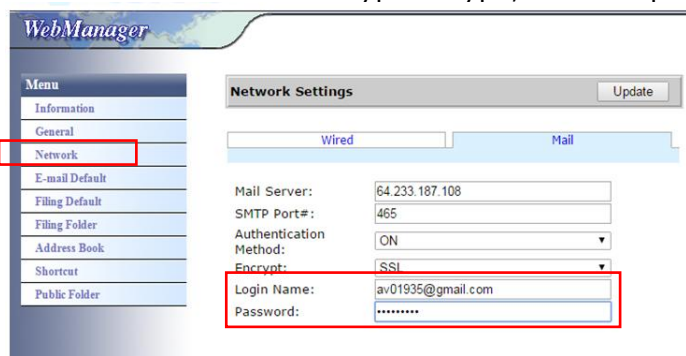 WebManager
Menu
Information
General
Network
E-mail Default
Filing Default
Filing Folder
Address Book
Shortcut
Public Folder
Network Settings
Update
Wired
Mail
Mail Server: 64.233.187.108
SMTP Port#: 465
Authentication
Method: ON
Encrypt: SSL
Login Name: av01935@gmail.com
Password: •••••••••